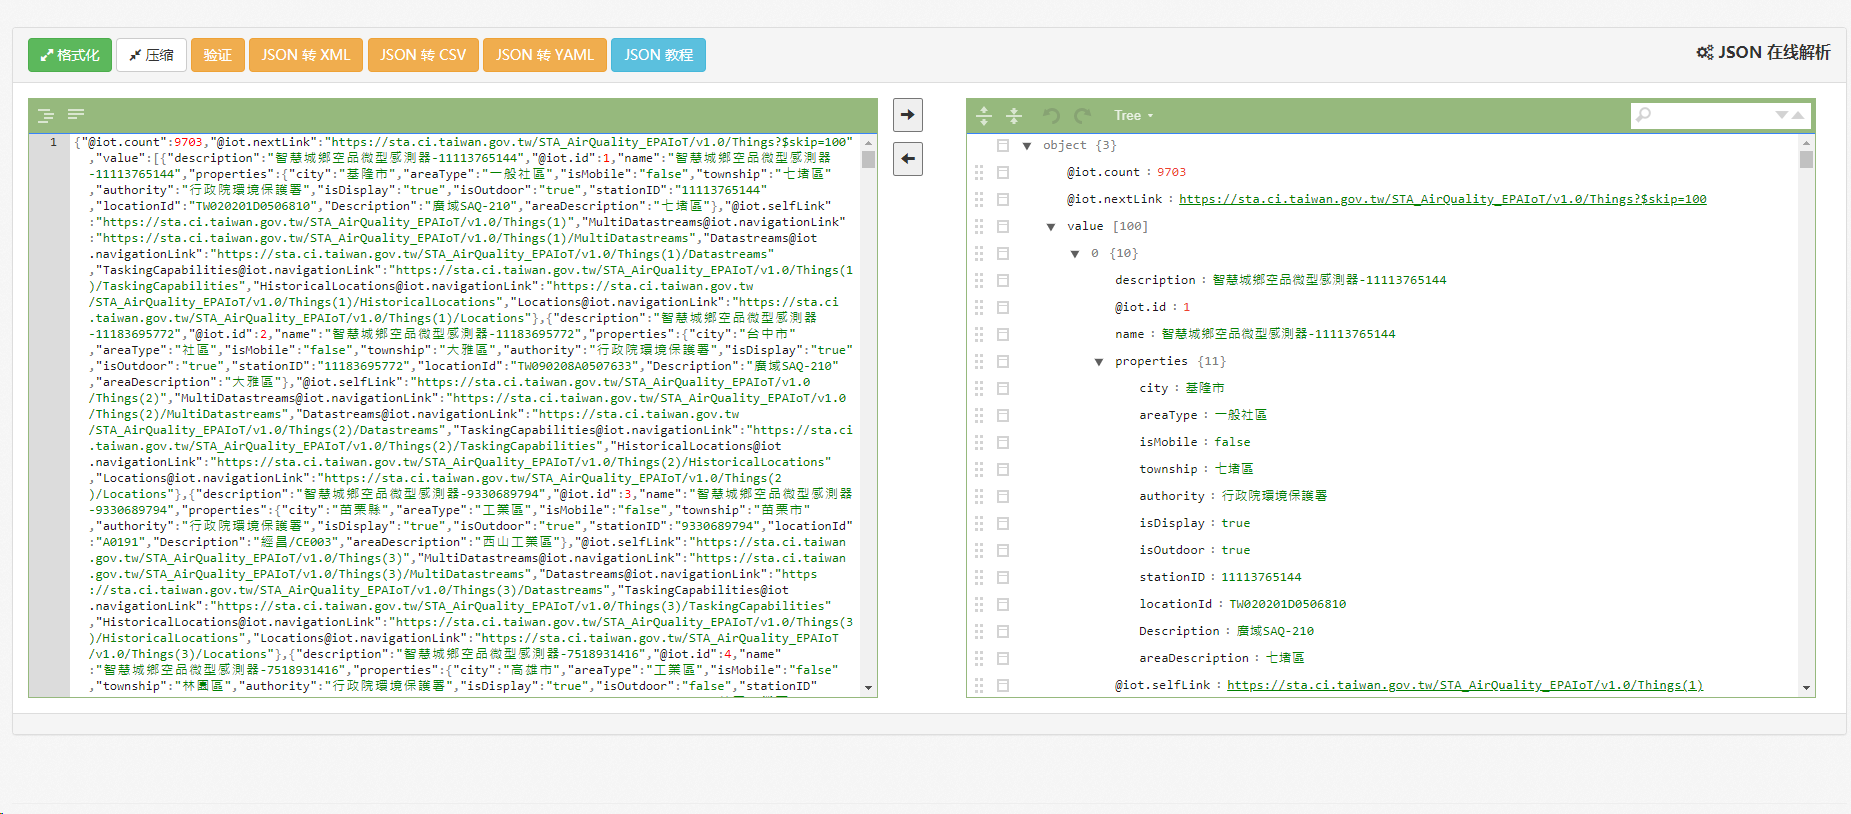 格式化 压缩 验证 JSON 转 XML JSON 转 CSV JSON 转 YAML JSON 教程 JSON 在线解析
1 {"@iot.count":9703,"@iot.nextLink":"https://sta.ci.taiwan.gov.tw/STA_AirQuality_EPAIoT/v1.0/Things?$skip=100"
,"value":[{"description":"智慧城鄉空品微型感測器-11113765144","@iot.id":1,"name":"智慧城鄉空品微型感測器
-11113765144","properties":{"city":"基隆市","areaType":"一般社區","isMobile":"false","township":"七堵區"
,"authority":"行政院環境保護署","isDisplay":"true","isOutdoor":"true","stationID":"11113765144"
,"locationId":"TW020201D0506810","Description":"廣域SAQ-210","areaDescription":"七堵區"},"@iot.selfLink"
:"https://sta.ci.taiwan.gov.tw/STA_AirQuality_EPAIoT/v1.0/Things(1)","MultiDatastreams@iot.navigationLink"
:"https://sta.ci.taiwan.gov.tw/STA_AirQuality_EPAIoT/v1.0/Things(1)/MultiDatastreams","Datastreams@iot
.navigationLink":"https://sta.ci.taiwan.gov.tw/STA_AirQuality_EPAIoT/v1.0/Things(1)/Datastreams"
,"TaskingCapabilities@iot.navigationLink":"https://sta.ci.taiwan.gov.tw/STA_AirQuality_EPAIoT/v1.0/Things(1
)/TaskingCapabilities","HistoricalLocations@iot.navigationLink":"https://sta.ci.taiwan.gov.tw
/STA_AirQuality_EPAIoT/v1.0/Things(1)/HistoricalLocations","Locations@iot.navigationLink":"https://sta.ci
.taiwan.gov.tw/STA_AirQuality_EPAIoT/v1.0/Things(1)/Locations"},{"description":"智慧城鄉空品微型感測器
-11183695772","@iot.id":2,"name":"智慧城鄉空品微型感測器-11183695772","properties":{"city":"台中市"
,"areaType":"社區","isMobile":"false","township":"大雅區","authority":"行政院環境保護署","isDisplay":"true"
,"isOutdoor":"true","stationID":"11183695772","locationId":"TW090208A0507633","Description":"廣域SAQ-210"
,"areaDescription":"大雅區"},"@iot.selfLink":"https://sta.ci.taiwan.gov.tw/STA_AirQuality_EPAIoT/v1.0
/Things(2)","MultiDatastreams@iot.navigationLink":"https://sta.ci.taiwan.gov.tw/STA_AirQuality_EPAIoT/v1.0
/Things(2)/MultiDatastreams","Datastreams@iot.navigationLink":"https://sta.ci.taiwan.gov.tw
/STA_AirQuality_EPAIoT/v1.0/Things(2)/Datastreams","TaskingCapabilities@iot.navigationLink":"https://sta.ci
.taiwan.gov.tw/STA_AirQuality_EPAIoT/v1.0/Things(2)/TaskingCapabilities","HistoricalLocations@iot
.navigationLink":"https://sta.ci.taiwan.gov.tw/STA_AirQuality_EPAIoT/v1.0/Things(2)/HistoricalLocations"
,"Locations@iot.navigationLink":"https://sta.ci.taiwan.gov.tw/STA_AirQuality_EPAIoT/v1.0/Things(2
)/Locations"},{"description":"智慧城鄉空品微型感測器-9330689794","@iot.id":3,"name":"智慧城鄉空品微型感測器
-9330689794","properties":{"city":"苗栗縣","areaType":"工業區","isMobile":"false","township":"苗栗市"
,"authority":"行政院環境保護署","isDisplay":"true","isOutdoor":"true","stationID":"9330689794","locationId"
:"A0191","Description":"經昌/CE003","areaDescription":"西山工業區"},"@iot.selfLink":"https://sta.ci.taiwan
.gov.tw/STA_AirQuality_EPAIoT/v1.0/Things(3)","MultiDatastreams@iot.navigationLink":"https://sta.ci.taiwan
.gov.tw/STA_AirQuality_EPAIoT/v1.0/Things(3)/MultiDatastreams","Datastreams@iot.navigationLink":"https
://sta.ci.taiwan.gov.tw/STA_AirQuality_EPAIoT/v1.0/Things(3)/Datastreams","TaskingCapabilities@iot
.navigationLink":"https://sta.ci.taiwan.gov.tw/STA_AirQuality_EPAIoT/v1.0/Things(3)/TaskingCapabilities"
,"HistoricalLocations@iot.navigationLink":"https://sta.ci.taiwan.gov.tw/STA_AirQuality_EPAIoT/v1.0/Things(3
)/HistoricalLocations","Locations@iot.navigationLink":"https://sta.ci.taiwan.gov.tw/STA_AirQuality_EPAIoT
/v1.0/Things(3)/Locations"},{"description":"智慧城鄉空品微型感測器-7518931416","@iot.id":4,"name"
:"智慧城鄉空品微型感測器-7518931416","properties":{"city":"高雄市","areaType":"工業區","isMobile":"false"
,"township":"林園區","authority":"行政院環境保護署","isDisplay":"true","isOutdoor":"false","stationID"
Tree
object {3}
@iot.count : 9703
@iot.nextLink : https://sta.ci.taiwan.gov.tw/STA_AirQuality_EPAIoT/v1.0/Things?$skip=100
value [100]
0 {10}
description : 智慧城鄉空品微型感測器-11113765144
@iot.id : 1
name : 智慧城鄉空品微型感測器-11113765144
properties {11}
city : 基隆市
areaType : 一般社區
isMobile : false
township : 七堵區
authority : 行政院環境保護署
isDisplay : true
isOutdoor : true
stationID : 11113765144
locationId : TW020201D0506810
Description : 廣域SAQ-210
areaDescription : 七堵區
@iot.selfLink : https://sta.ci.taiwan.gov.tw/STA_AirQuality_EPAIoT/v1.0/Things(1)